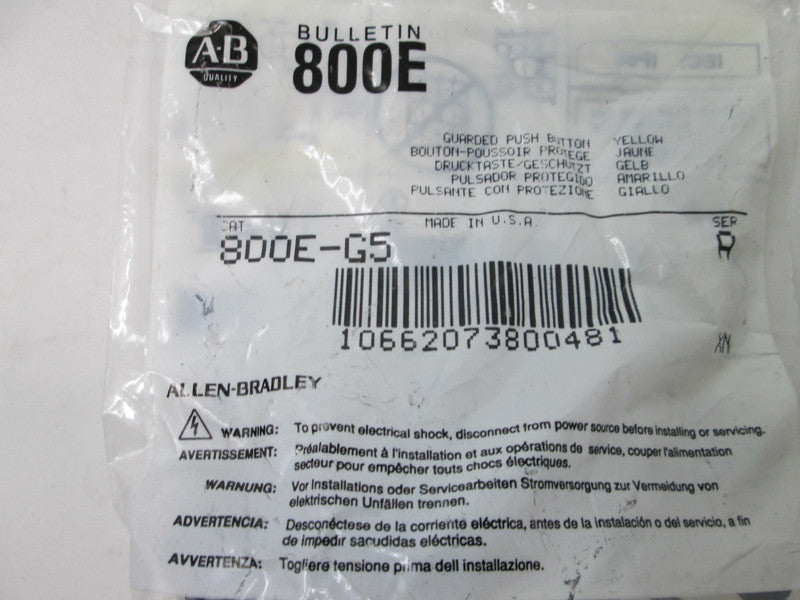 A-B
QUALITY
BULLETIN
800E
GUARDED PUSH BUTTON YELLOW
BOUTON-POUSSOIR PROTEGE JAUNE
DRUCKTASTE/GESCHUTZT GELB
PULSADOR PROTEGIDO AMARILLO
PULSANTE CON PROTEZIONE GIALLO
CAT MADE IN U.S.A. SER
800E-G5
10662073800481
ALLEN-BRADLEY
WARNING: To prevent electrical shock, disconnect from power source before installing or servicing.
AVERTISSEMENT: Préalablement à l'installation et aux opérations de service, couper l'alimentation
secteur pour empêcher touts chocs électriques.
WARNUNG: Vor Installations oder Servicearbeiten Stromversorgung zur Vermeidung von
elektrischen Unfällen trennen.
ADVERTENCIA: Desconéctese de la corriente eléctrica, antes de la instalación o del servicio, a fin
de impedir sacudidas eléctricas.
AVVERTENZA: Togliere tensione prima dell installazione.